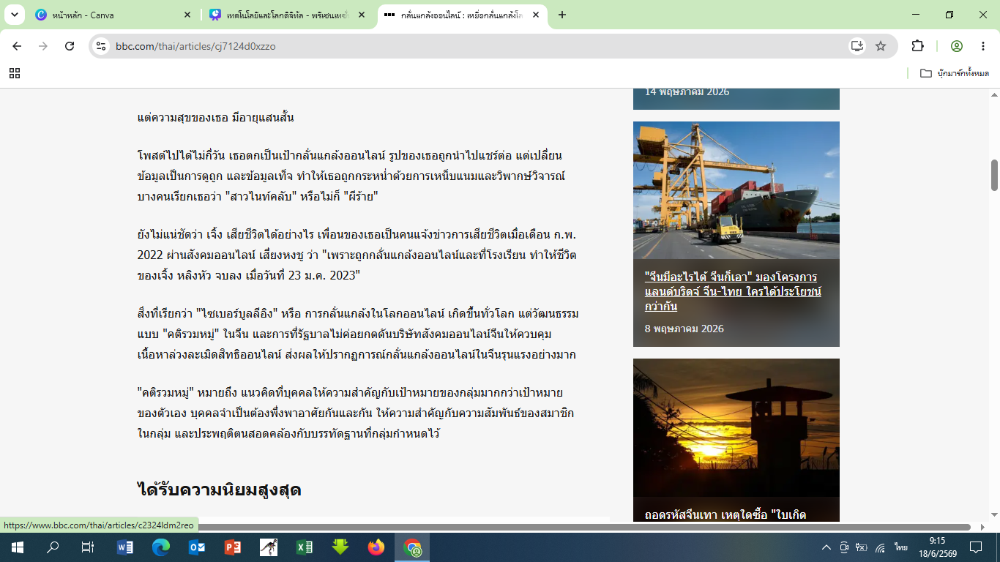 หน้าหลัก - Canva
เทคโนโลยีและโลกดิจิทัล - พรีเซนเทชั
กลั่นแกล้งออนไลน์ : เหยื่อกลั่นแกล้งโล
bbc.com/thai/articles/cj7124d0xzzo
บุ๊กมาร์กทั้งหมด
แต่ความสุขของเธอ มีอายุแสนสั้น
โพสต์ไปได้ไม่กี่วัน เธอตกเป็นเป้ากลั่นแกล้งออนไลน์ รูปของเธอถูกนำไปแชร์ต่อ แต่เปลี่ยน
ข้อมูลเป็นการดูถูก และข้อมูลเท็จ ทำให้เธอถูกกระหน่ำด้วยการเหน็บแนมและวิพากษ์วิจารณ์
บางคนเรียกเธอว่า "สาวไนท์คลับ" หรือไม่ก็ "ผีร้าย"
ยังไม่แน่ชัดว่า เจิ้ง เสียชีวิตได้อย่างไร เพื่อนของเธอเป็นคนแจ้งข่าวการเสียชีวิตเมื่อเดือน ก.พ.
2022 ผ่านสังคมออนไลน์ เสี่ยงหงชู ว่า "เพราะถูกกลั่นแกล้งออนไลน์และที่โรงเรียน ทำให้ชีวิต
ของเจิ้ง หลิงหัว จบลง เมื่อวันที่ 23 ม.ค. 2023"
สิ่งที่เรียกว่า "ไซเบอร์บูลลีอิง" หรือ การกลั่นแกล้งในโลกออนไลน์ เกิดขึ้นทั่วโลก แต่วัฒนธรรม
แบบ "คติรวมหมู่" ในจีน และการที่รัฐบาลไม่ค่อยกดดันบริษัทสังคมออนไลน์จีนให้ควบคุม
เนื้อหาล่วงละเมิดสิทธิออนไลน์ ส่งผลให้ปรากฏการณ์กลั่นแกล้งออนไลน์ในจีนรุนแรงอย่างมาก
"คติรวมหมู่" หมายถึง แนวคิดที่บุคคลให้ความสำคัญกับเป้าหมายของกลุ่มมากกว่าเป้าหมาย
ของตัวเอง บุคคลจำเป็นต้องพึ่งพาอาศัยกันและกัน ให้ความสำคัญกับความสัมพันธ์ของสมาชิก
ในกลุ่ม และประพฤติตนสอดคล้องกับบรรทัดฐานที่กลุ่มกำหนดไว้
ได้รับความนิยมสูงสุด
14 พฤษภาคม 2026
"จีนมีอะไรได้ จีนก็เอา" มองโครงการ
แลนด์บริดจ์ จีน-ไทย ใครได้ประโยชน์
กว่ากัน
8 พฤษภาคม 2026
ถอดรหัสจีนเทา เหตุใดซื้อ "ใบเกิด
https://www.bbc.com/thai/articles/c2324ldm2reo
ไทย
9:15
18/6/2569